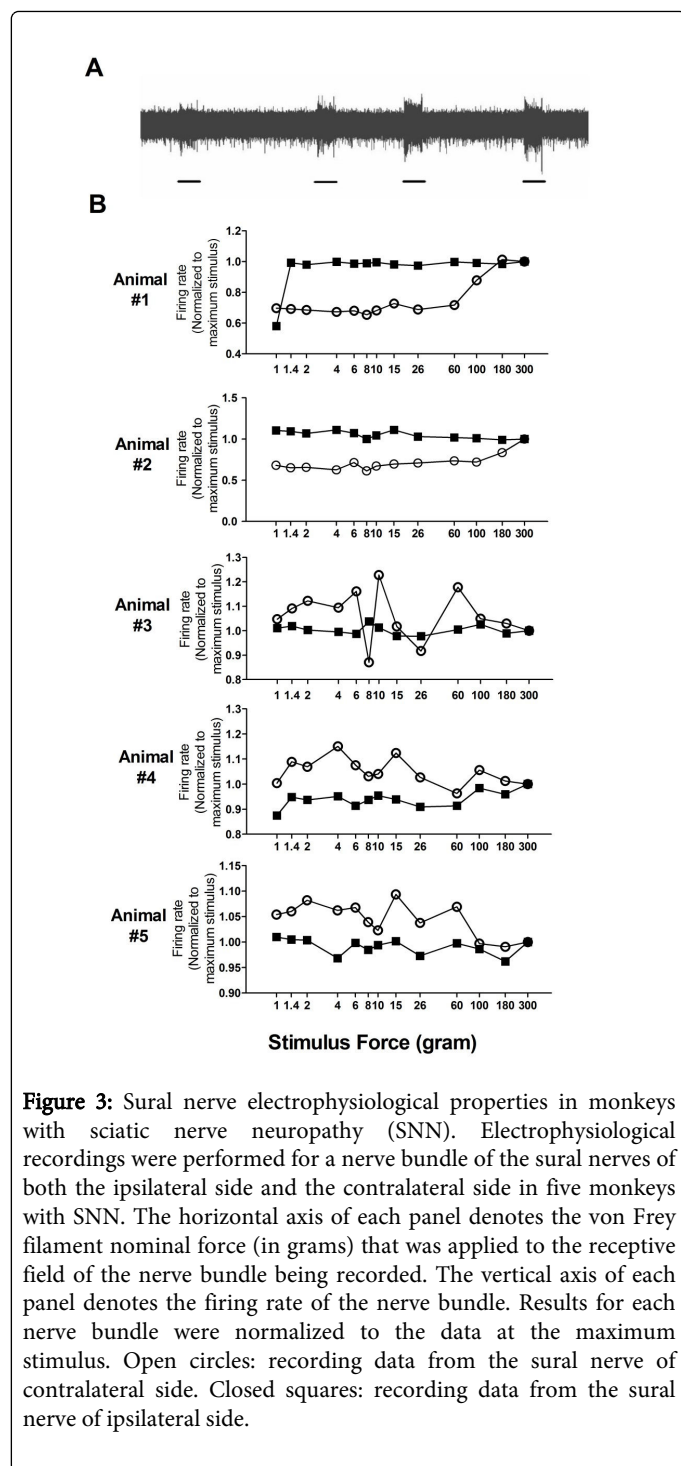 A
B
Animal
#1
Firing rate
(Normalized to
maximum stimulus)
1.2
1.0
0.8
0.6
0.4
1 1.4 2 4 6 8 10 15 26 60 100 180 300
Animal
#2
Firing rate
(Normalized to
maximum stimulus)
1.5
1.0
0.5
0.0
1 1.4 2 4 6 8 10 15 26 60 100 180 300
Animal
#3
Firing rate
(Normalized to
maximum stimulus)
1.3
1.2
1.1
1.0
0.9
0.8
1 1.4 2 4 6 8 10 15 26 60 100 180 300
Animal
#4
Firing rate
(Normalized to
maximum stimulus)
1.3
1.2
1.1
1.0
0.9
0.8
1 1.4 2 4 6 8 10 15 26 60 100 180 300
Animal
#5
Firing rate
(Normalized to
maximum stimulus)
1.15
1.10
1.05
1.00
0.95
0.90
1 1.4 2 4 6 8 10 15 26 60 100 180 300
Stimulus Force (gram)
Figure 3: Sural nerve electrophysiological properties in monkeys
with sciatic nerve neuropathy (SNN). Electrophysiological
recordings were performed for a nerve bundle of the sural nerves of
both the ipsilateral side and the contralateral side in five monkeys
with SNN. The horizontal axis of each panel denotes the von Frey
filament nominal force (in grams) that was applied to the receptive
field of the nerve bundle being recorded. The vertical axis of each
panel denotes the firing rate of the nerve bundle. Results for each
nerve bundle were normalized to the data at the maximum
stimulus. Open circles: recording data from the sural nerve of
contralateral side. Closed squares: recording data from the sural
nerve of ipsilateral side.